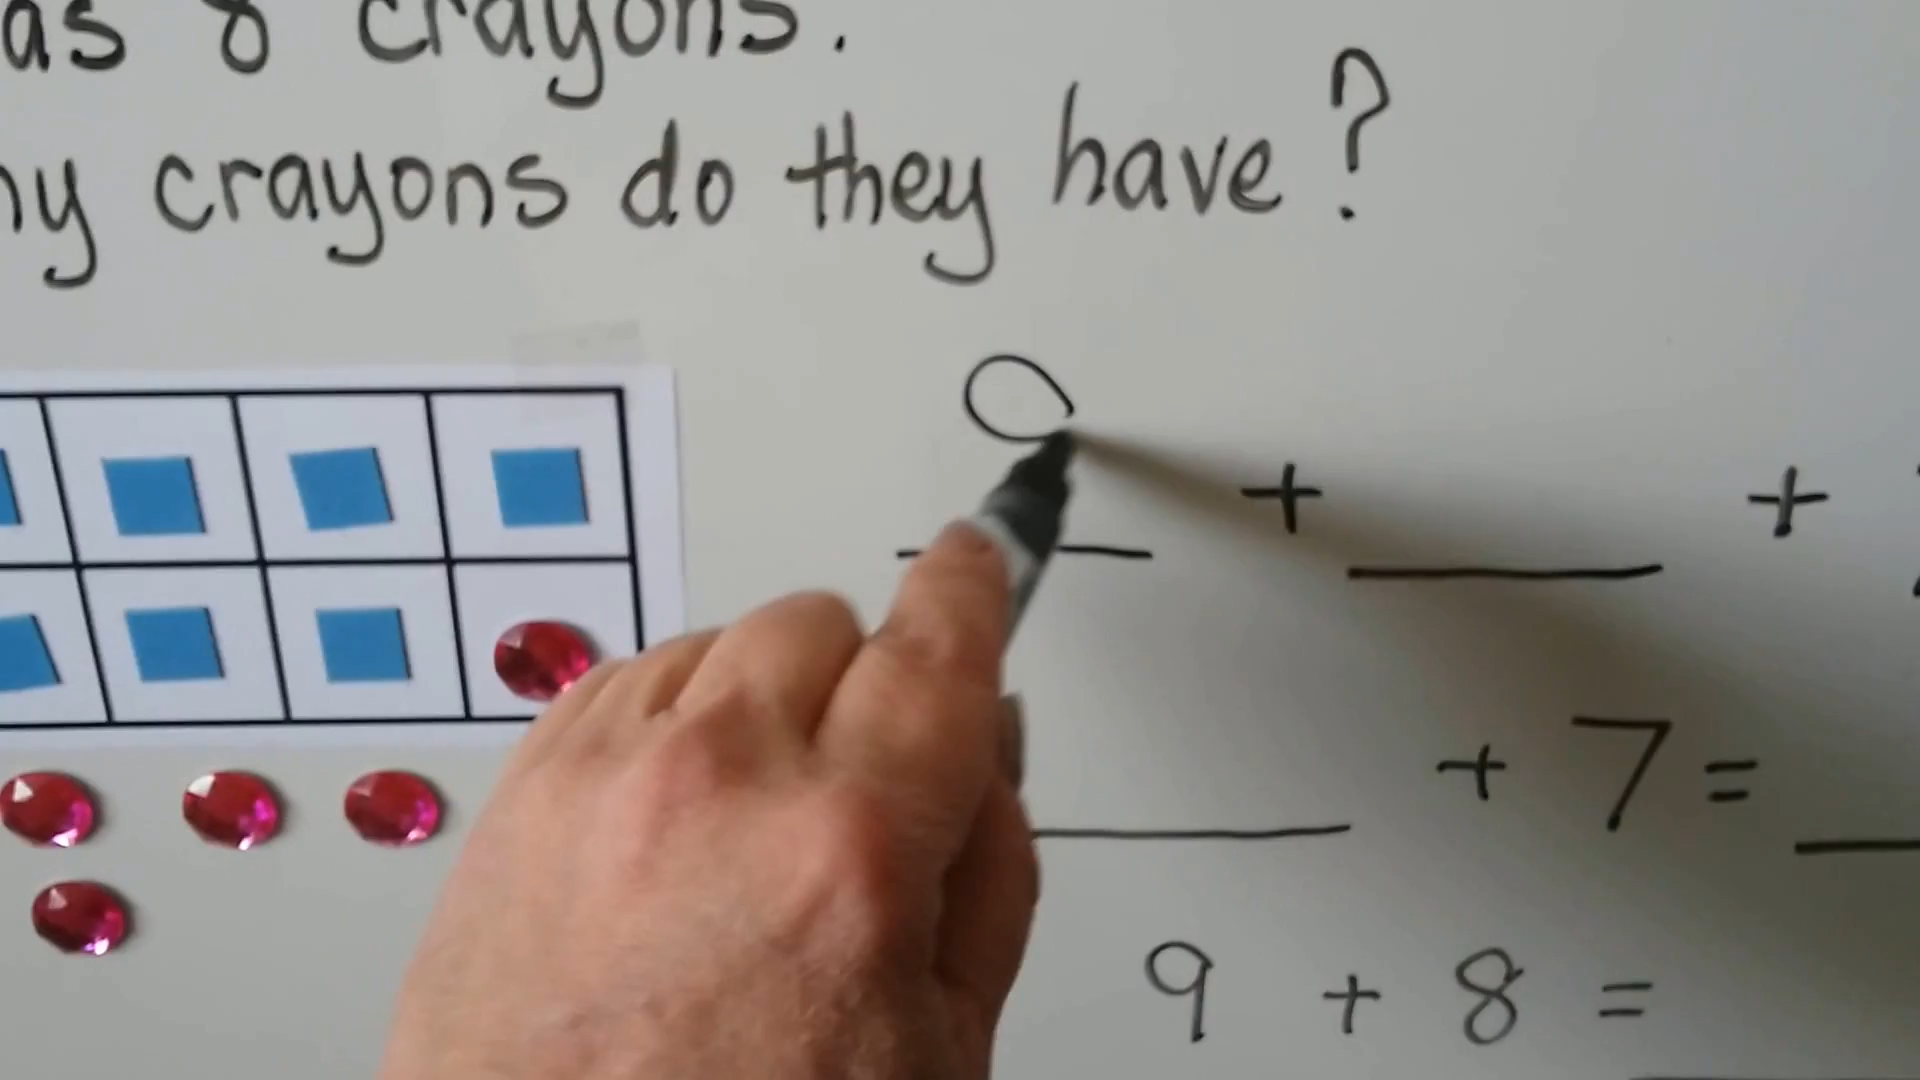 as 8 crayons.
ny crayons do they have?
+ +
+ 7 =
9 + 8 =